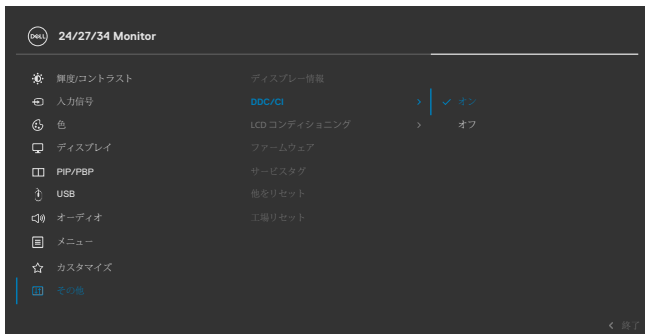 DELL 24/27/34 Monitor
輝度/コントラスト ディスプレー情報
入力信号 DDC/CI オン
色 LCD コンディショニング オフ
ディスプレイ ファームウェア
PIP/PBP サービスタグ
USB 他をリセット
オーディオ 工場リセット
メニュー
カスタマイズ
その他
終了